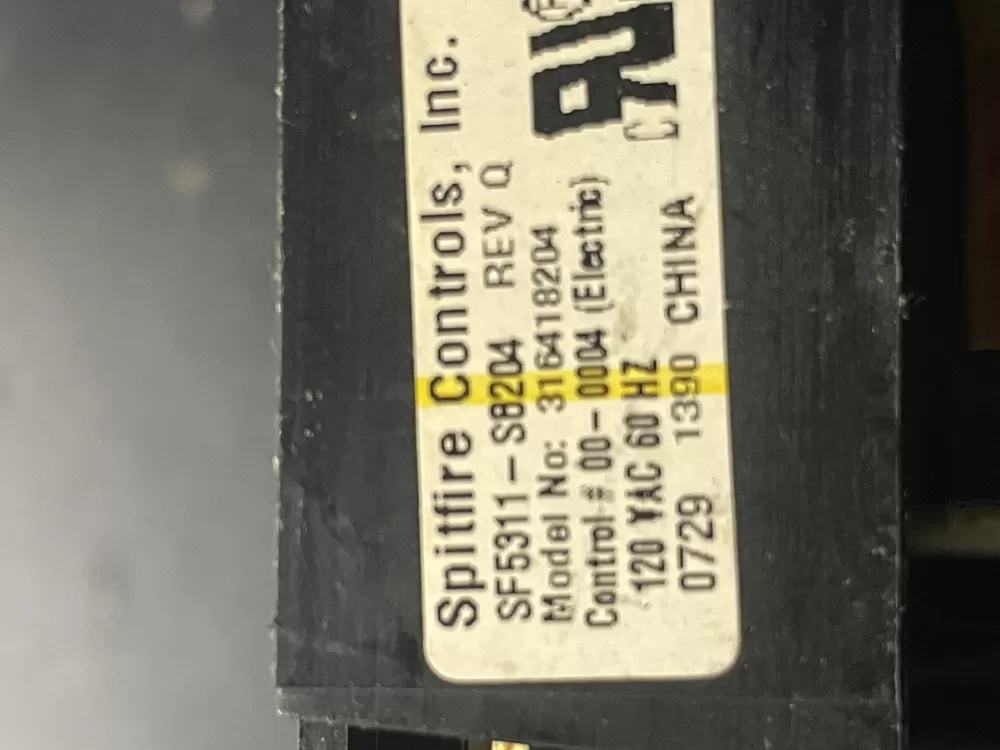 Spitfire Controls, Inc.
SF5311-S8204 REV Q
Model No: 316418204
Control # 00-0004 (Electric)
120 VAC 60 HZ
0729 1390 CHINA